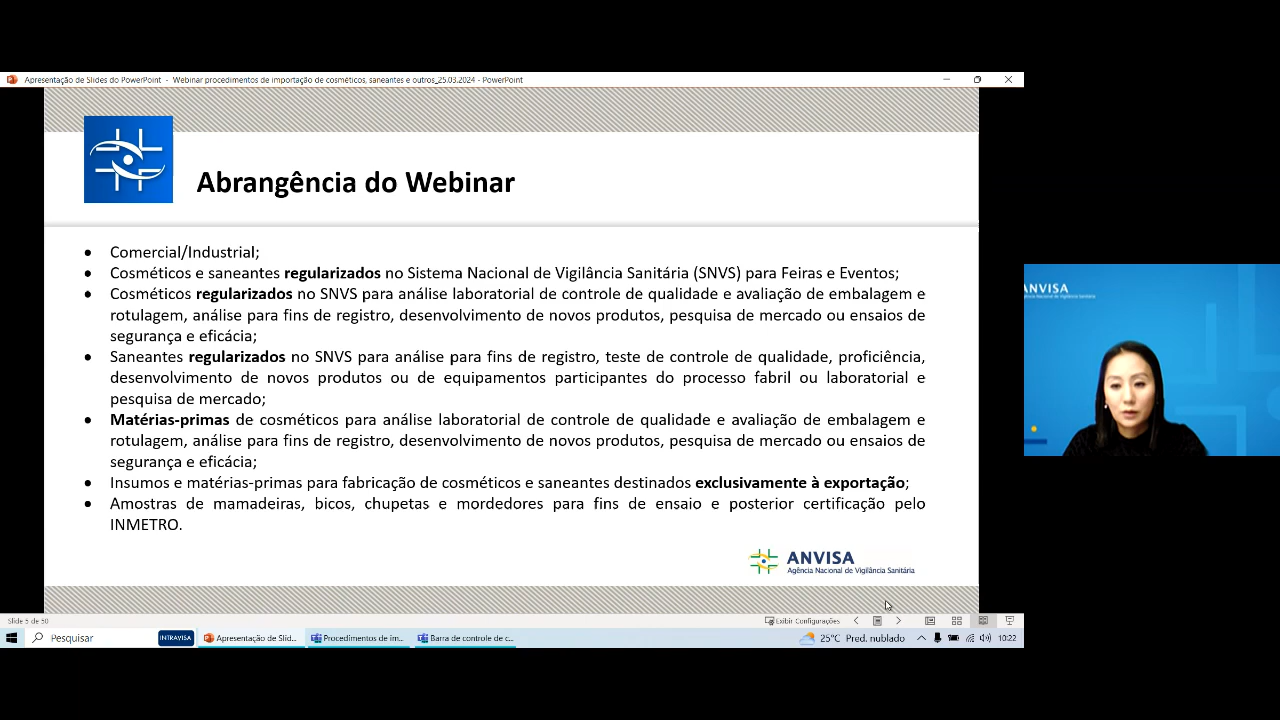 Apresentação de Slides do PowerPoint - Webinar procedimentos de importação de cosméticos, saneantes e outros_25.03.2024 - PowerPoint
Abrangência do Webinar
• Comercial/Industrial;
• Cosméticos e saneantes regularizados no Sistema Nacional de Vigilância Sanitária (SNVS) para Feiras e Eventos;
• Cosméticos regularizados no SNVS para análise laboratorial de controle de qualidade e avaliação de embalagem e
rotulagem, análise para fins de registro, desenvolvimento de novos produtos, pesquisa de mercado ou ensaios de
segurança e eficácia;
• Saneantes regularizados no SNVS para análise para fins de registro, teste de controle de qualidade, proficiência,
desenvolvimento de novos produtos ou de equipamentos participantes do processo fabril ou laboratorial e
pesquisa de mercado;
• Matérias-primas de cosméticos para análise laboratorial de controle de qualidade e avaliação de embalagem e
rotulagem, análise para fins de registro, desenvolvimento de novos produtos, pesquisa de mercado ou ensaios de
segurança e eficácia;
• Insumos e matérias-primas para fabricação de cosméticos e saneantes destinados exclusivamente à exportação;
• Amostras de mamadeiras, bicos, chupetas e mordedores para fins de ensaio e posterior certificação pelo
INMETRO.
ANVISA
Agência Nacional de Vigilância Sanitária
ANVISA
Agência Nacional de Vigilância Sanitária
Slide 5 de 50
Exibir Configurações
Pesquisar
INTRAVISA
Apresentação de Slid...
Procedimentos de im...
Barra de controle de c...
25°C Pred. nublado
10:22